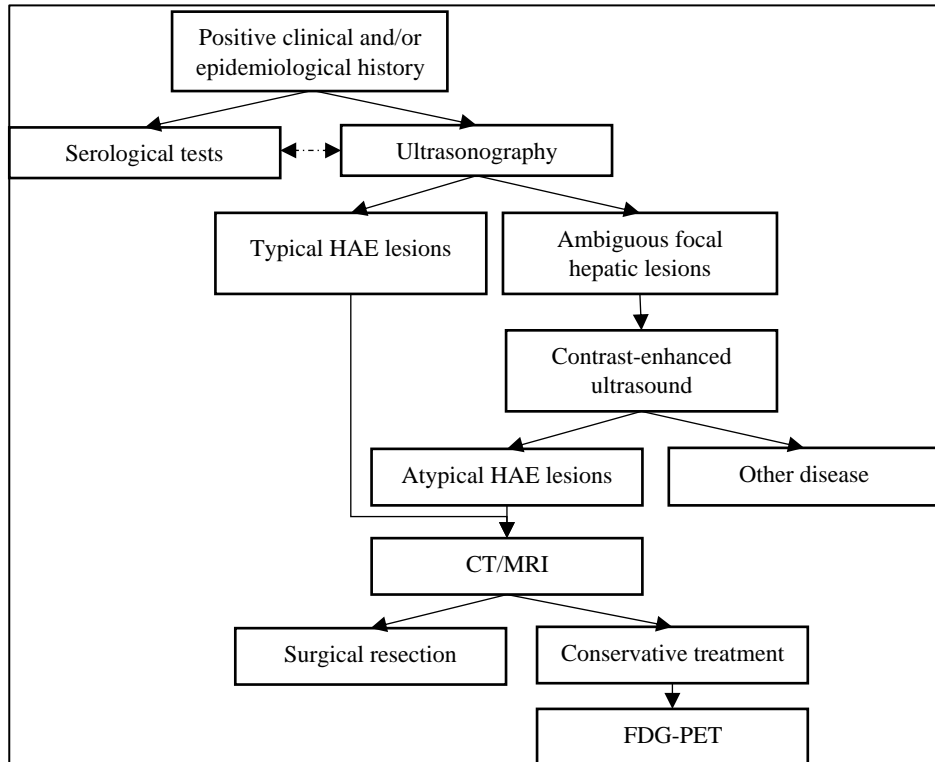 Positive clinical and/or
epidemiological history
Serological tests
Ultrasonography
Typical HAE lesions
Ambiguous focal
hepatic lesions
Contrast-enhanced
ultrasound
Atypical HAE lesions
Other disease
CT/MRI
Surgical resection
Conservative treatment
FDG-PET